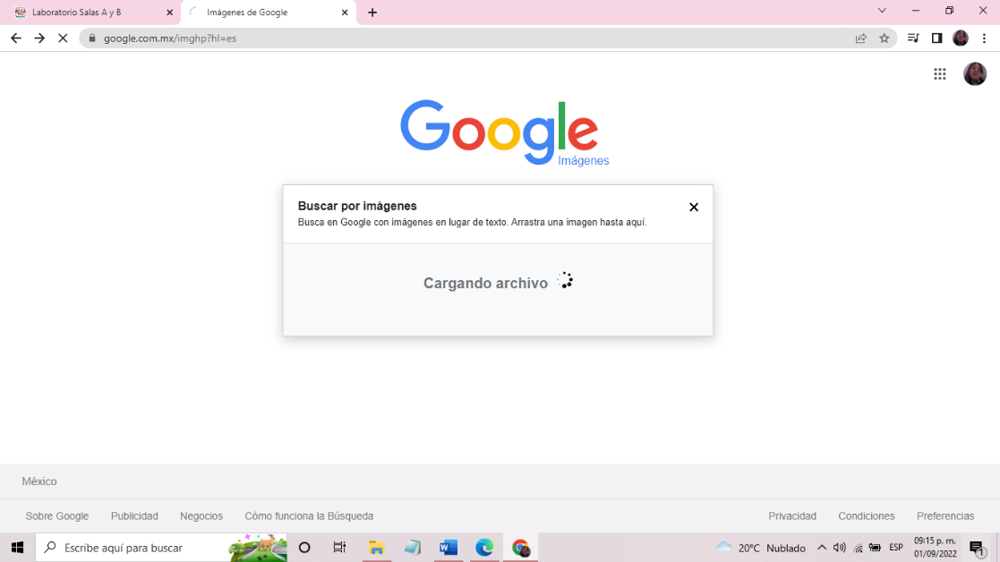 Laboratorio Salas A y B
Imágenes de Google
google.com.mx/imghp?hl=es
Google
Imágenes
Buscar por imágenes
Busca en Google con imágenes en lugar de texto. Arrastra una imagen hasta aquí.
Cargando archivo
México
Sobre Google Publicidad Negocios Cómo funciona la Búsqueda Privacidad Condiciones Preferencias
Escribe aquí para buscar
20°C Nublado
ESP
09:15 p. m.
01/09/2022
1